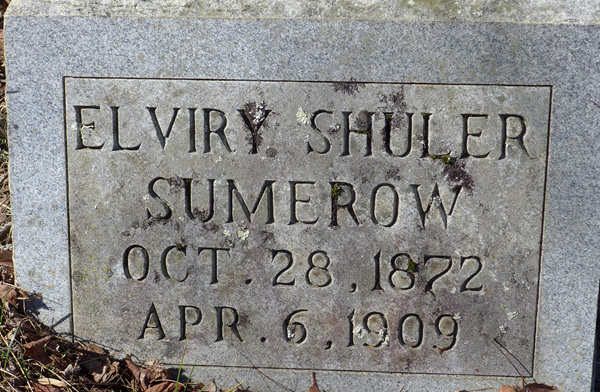 ELVIRY SHULER
SUMEROW
OCT. 28, 1872
APR. 6, 1909